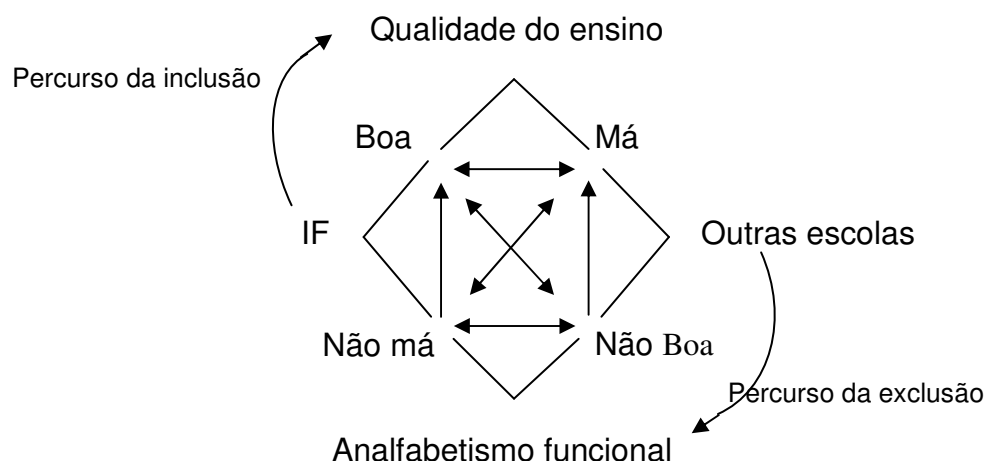 Qualidade do ensino
Percurso da inclusão
Boa
Má
IF
Outras escolas
Não má
Não Boa
Percurso da exclusão
Analfabetismo funcional